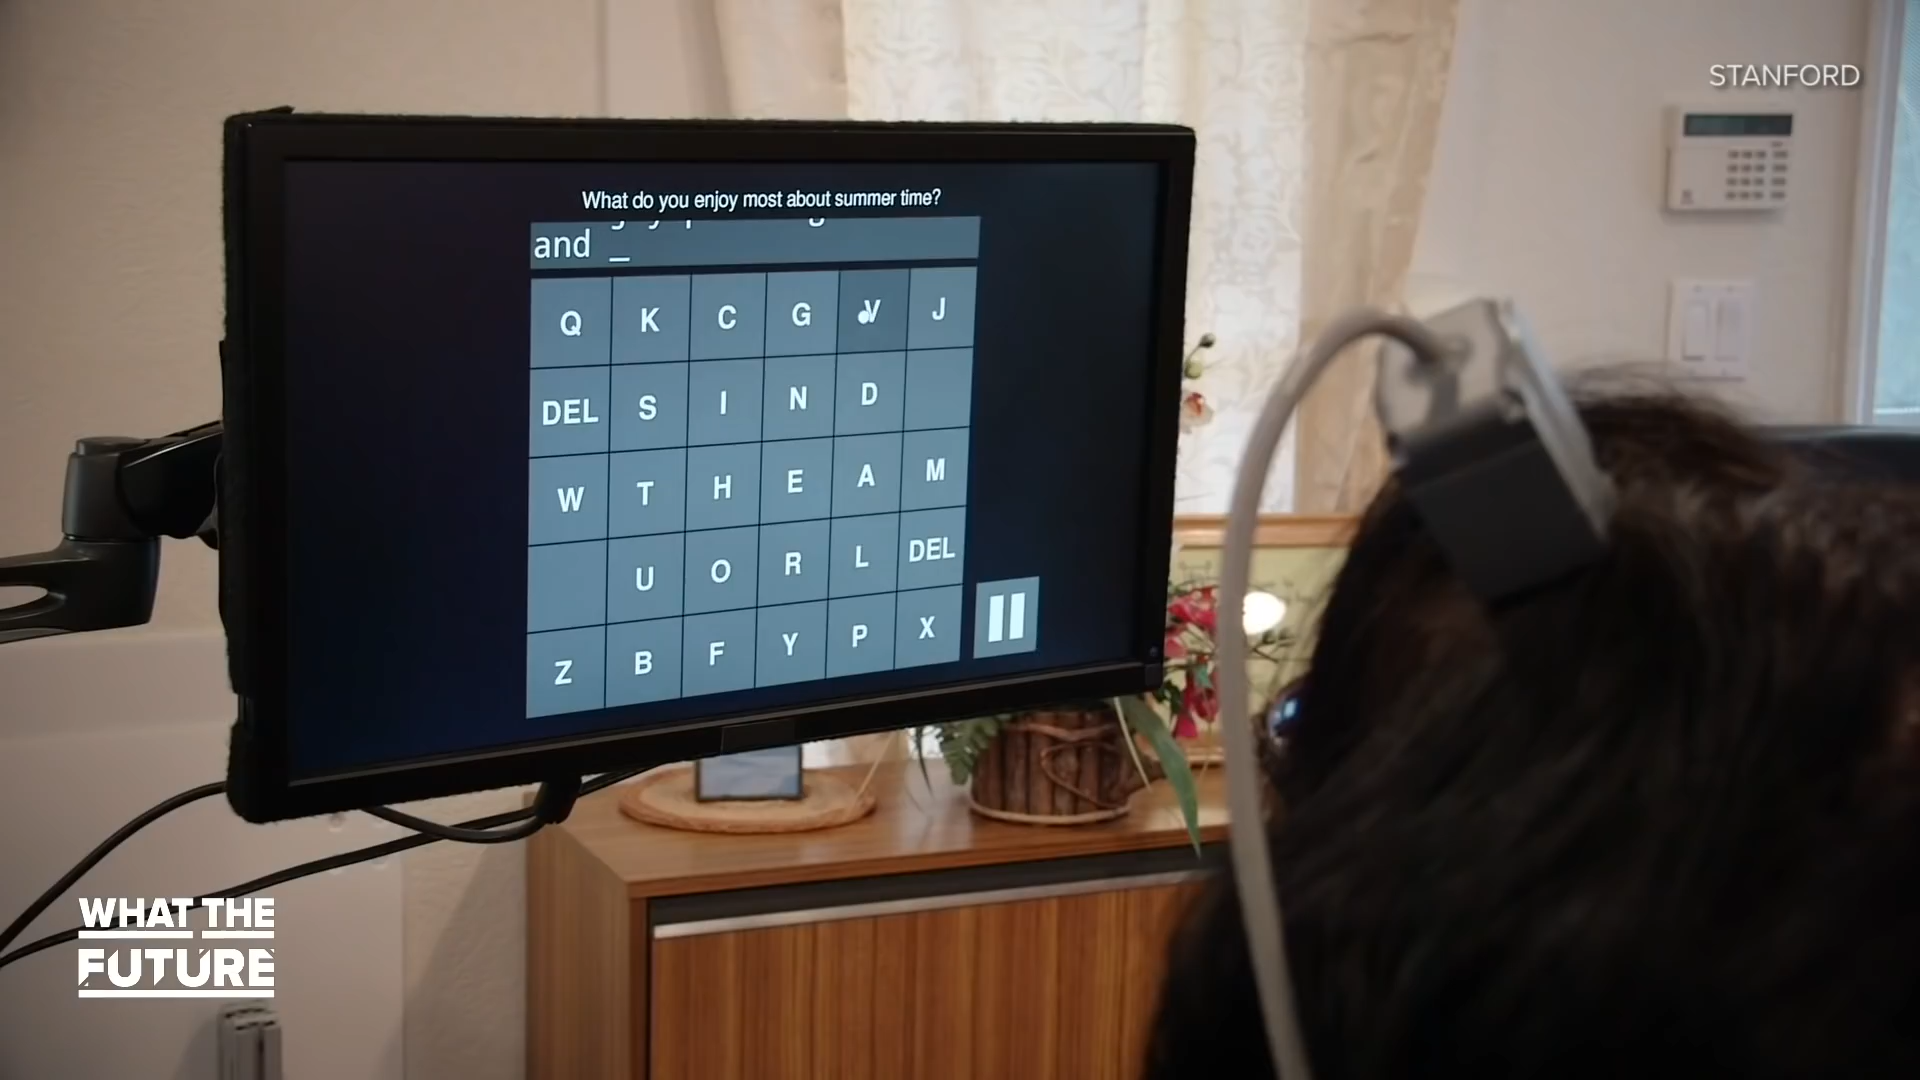 STANFORD
What do you enjoy most about summer time?
and _
Q K C G V J
DEL S I N D
W T H E A M
U O R L DEL
Z B F Y P X
WHAT THE
FUTURE